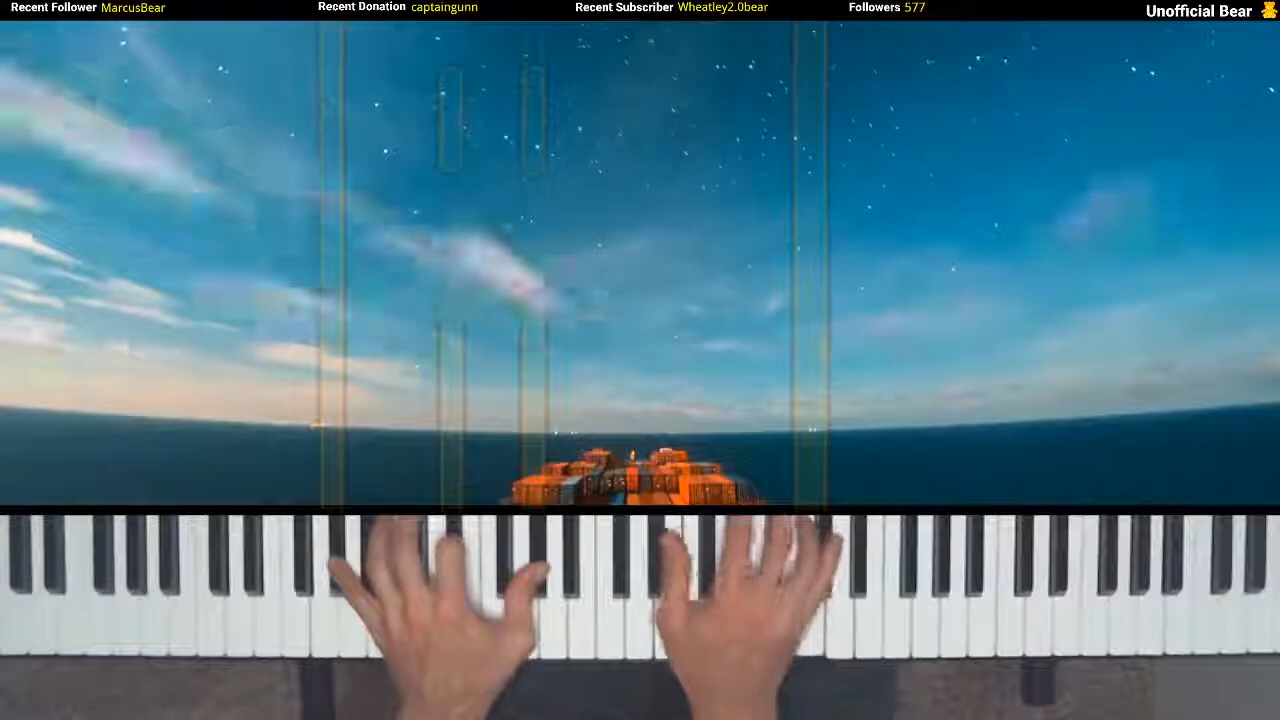 Recent Follower MarcusBear
Recent Donation captaingunn
Recent Subscriber Wheatley2.0bear
Followers 577
Unofficial Bear